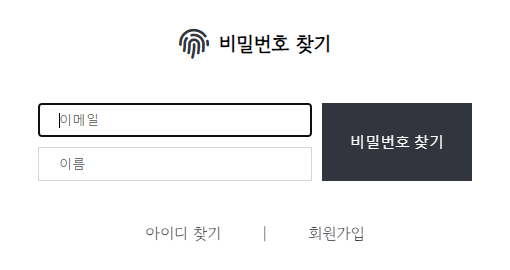 비밀번호 찾기
이메일
비밀번호 찾기
이름
아이디 찾기 | 회원가입